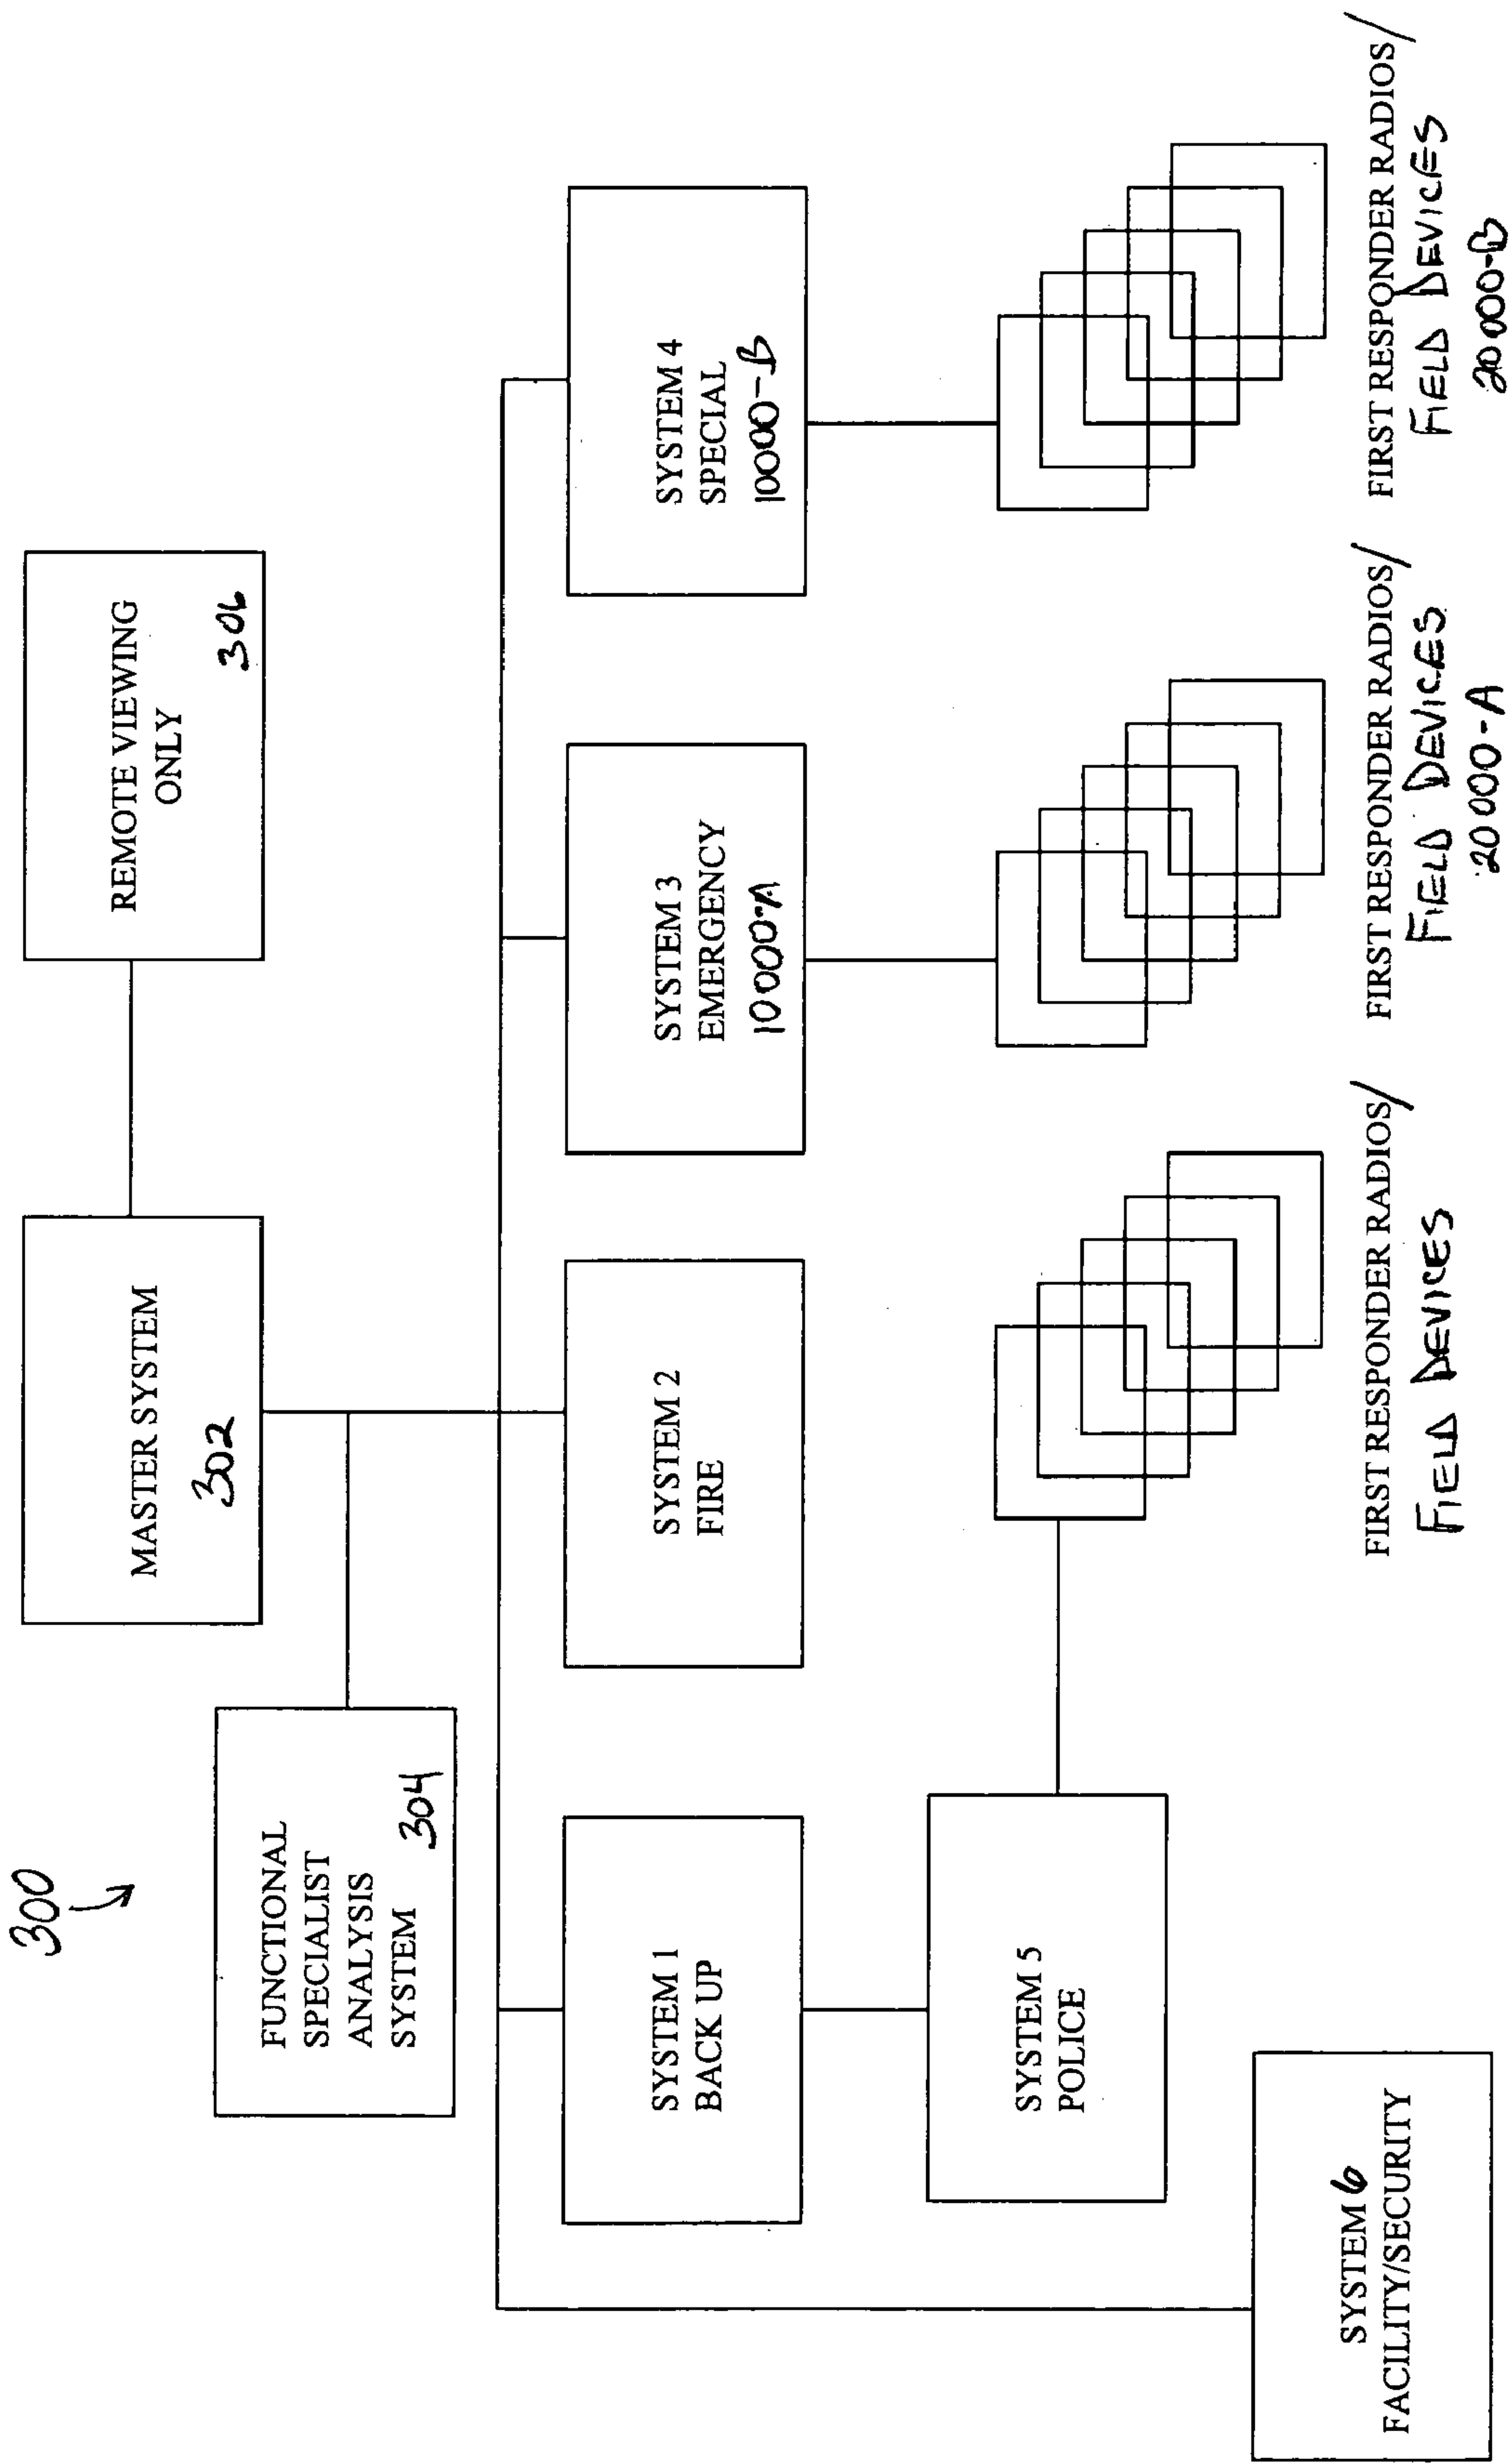 300
MASTER SYSTEM
302
REMOTE VIEWING
ONLY
306
FUNCTIONAL
SPECIALIST
ANALYSIS
SYSTEM
304
SYSTEM 1
BACK UP
SYSTEM 2
FIRE
SYSTEM 3
EMERGENCY
10000-A
SYSTEM 4
SPECIAL
10000-B
SYSTEM 5
POLICE
SYSTEM 6
FACILITY/SECURITY
FIRST RESPONDER RADIOS/
FIELD DEVICES
FIRST RESPONDER RADIOS/
FIELD DEVICES
20000-A
FIRST RESPONDER RADIOS/
FIELD DEVICES
20000-B